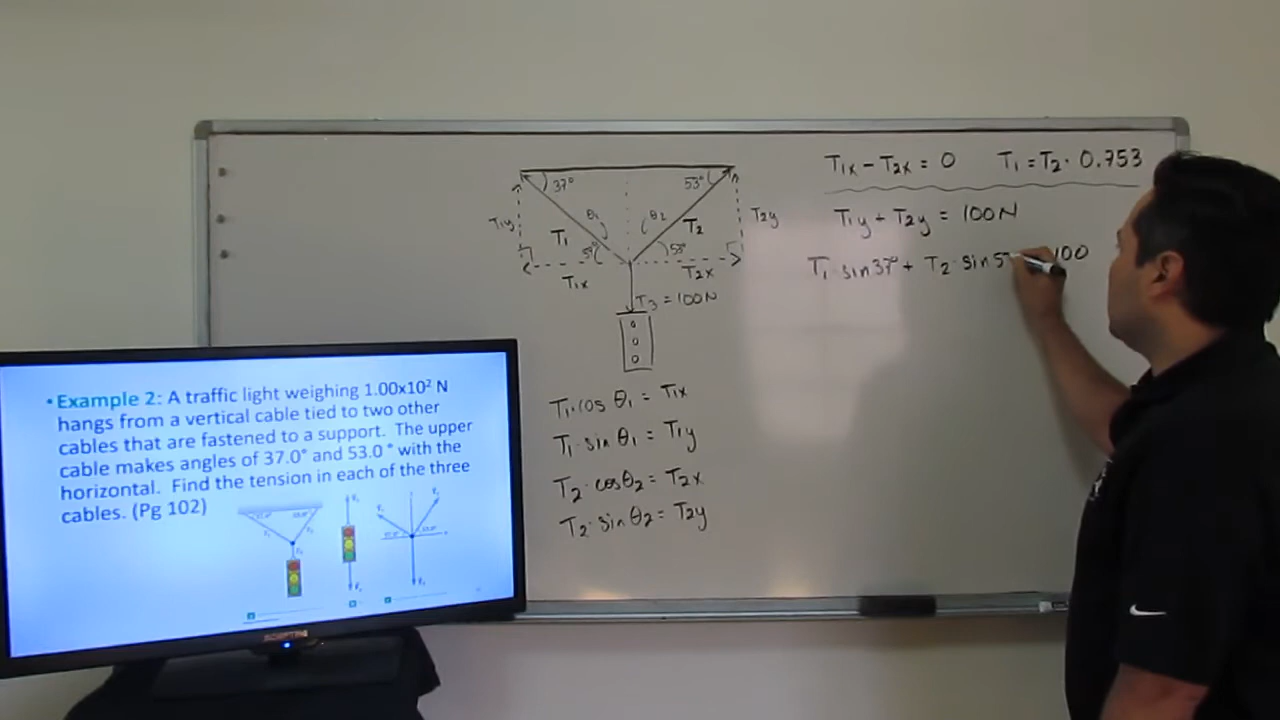 T1x - T2x = 0 T1 = T2 · 0.753
T1y + T2y = 100N
T1 · sin 37° + T2 · sin 5 100
37° 53°
θ1 θ2
T1y T1 T2 T2y
53°
T1x T2x
T3 = 100N
T1 · cos θ1 = T1x
T1 · sin θ1 = T1y
T2 · cos θ2 = T2x
T2 · sin θ2 = T2y
• Example 2: A traffic light weighing 1.00x10² N
hangs from a vertical cable tied to two other
cables that are fastened to a support. The upper
cable makes angles of 37.0° and 53.0 ° with the
horizontal. Find the tension in each of the three
cables. (Pg 102)
SCEPTRE